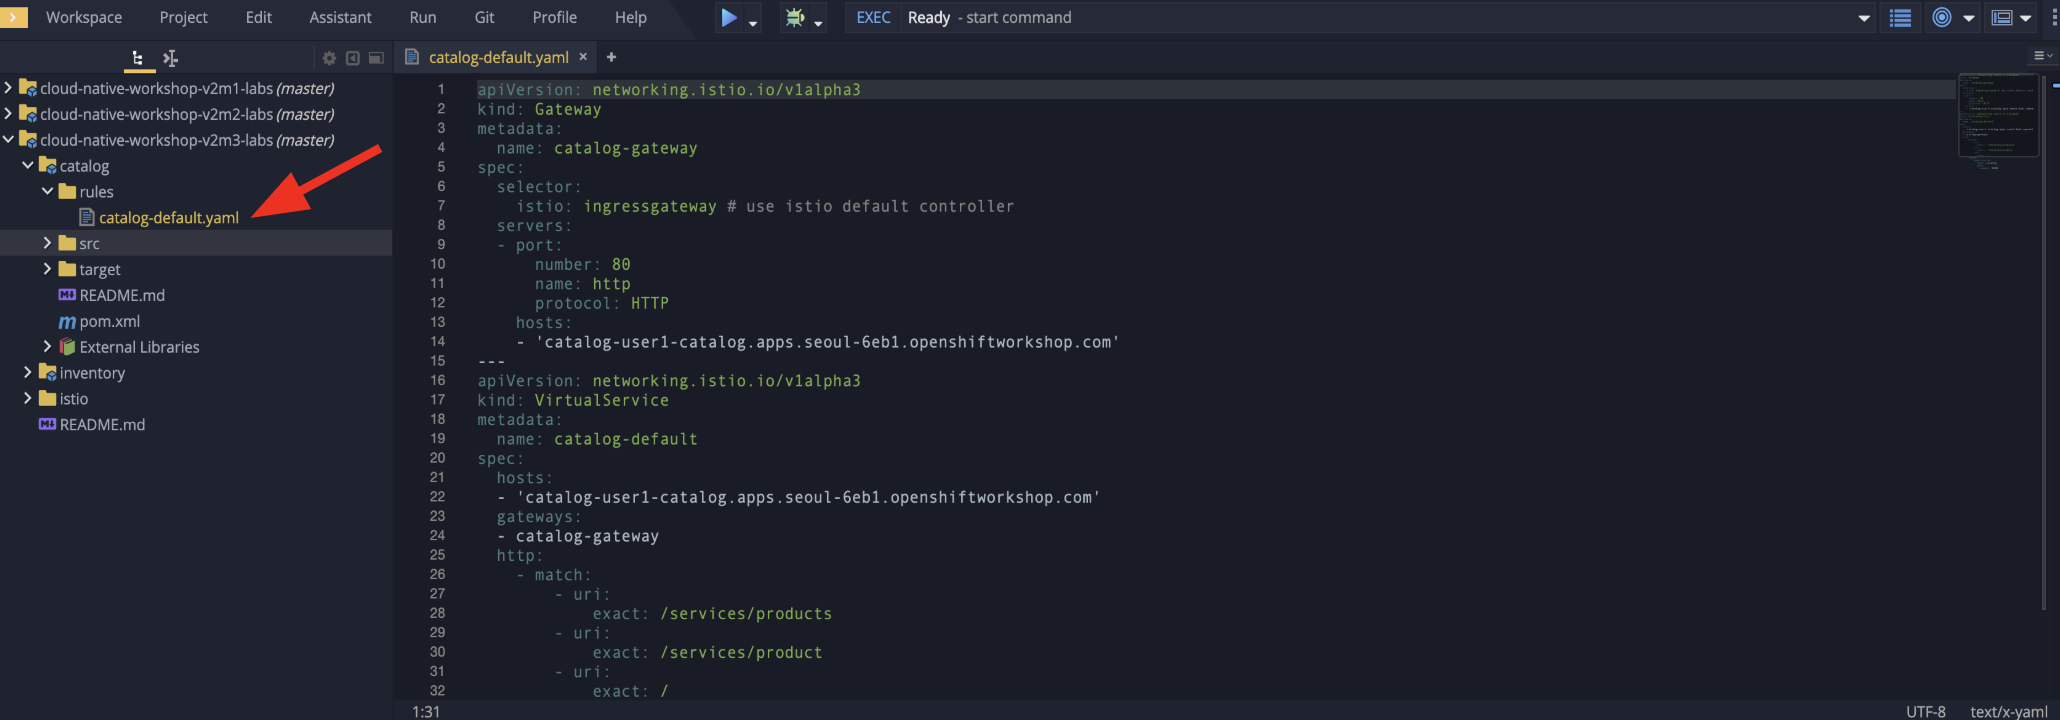 Workspace Project Edit Assistant Run Git Profile Help EXEC Ready - start command
catalog-default.yaml × +
cloud-native-workshop-v2m1-labs (master)
cloud-native-workshop-v2m2-labs (master)
cloud-native-workshop-v2m3-labs (master)
catalog
rules
catalog-default.yaml
src
target
README.md
pom.xml
External Libraries
inventory
istio
README.md
1 apiVersion: networking.istio.io/v1alpha3
2 kind: Gateway
3 metadata:
4 name: catalog-gateway
5 spec:
6 selector:
7 istio: ingressgateway # use istio default controller
8 servers:
9 - port:
10 number: 80
11 name: http
12 protocol: HTTP
13 hosts:
14 - 'catalog-user1-catalog.apps.seoul-6eb1.openshiftworkshop.com'
15 ---
16 apiVersion: networking.istio.io/v1alpha3
17 kind: VirtualService
18 metadata:
19 name: catalog-default
20 spec:
21 hosts:
22 - 'catalog-user1-catalog.apps.seoul-6eb1.openshiftworkshop.com'
23 gateways:
24 - catalog-gateway
25 http:
26 - match:
27 - uri:
28 exact: /services/products
29 - uri:
30 exact: /services/product
31 - uri:
32 exact: /
1:31 UTF-8 text/x-yaml